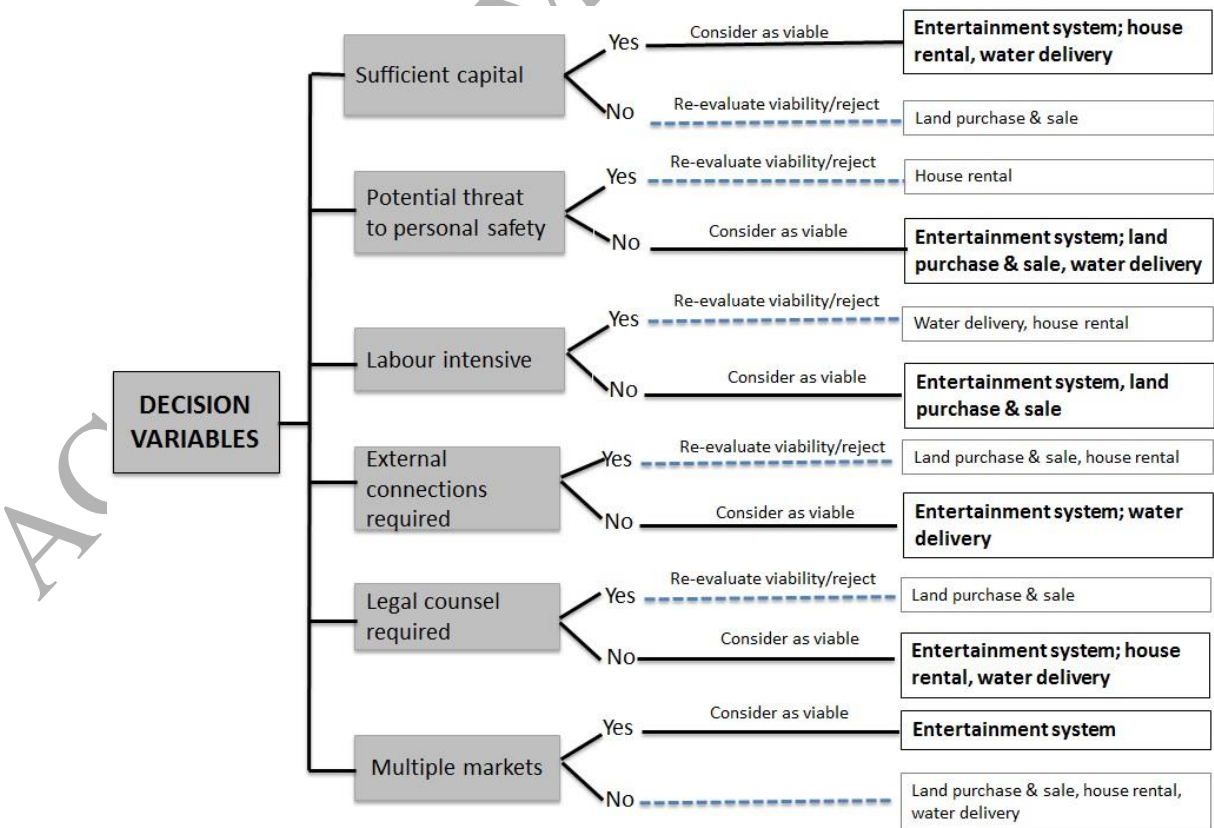 Sufficient capital
Yes
Consider as viable
Entertainment system; house
rental, water delivery
No
Re-evaluate viability/reject
Land purchase & sale
Potential threat
to personal safety
Yes
Re-evaluate viability/reject
House rental
No
Consider as viable
Entertainment system; land
purchase & sale, water delivery
Labour intensive
Yes
Re-evaluate viability/reject
Water delivery, house rental
No
Consider as viable
Entertainment system, land
purchase & sale
DECISION
VARIABLES
External
connections
required
Yes
Re-evaluate viability/reject
Land purchase & sale, house rental
No
Consider as viable
Entertainment system; water
delivery
Legal counsel
required
Yes
Re-evaluate viability/reject
Land purchase & sale
No
Consider as viable
Entertainment system; house
rental, water delivery
Multiple markets
Yes
Consider as viable
Entertainment system
No
Land purchase & sale, house rental,
water delivery